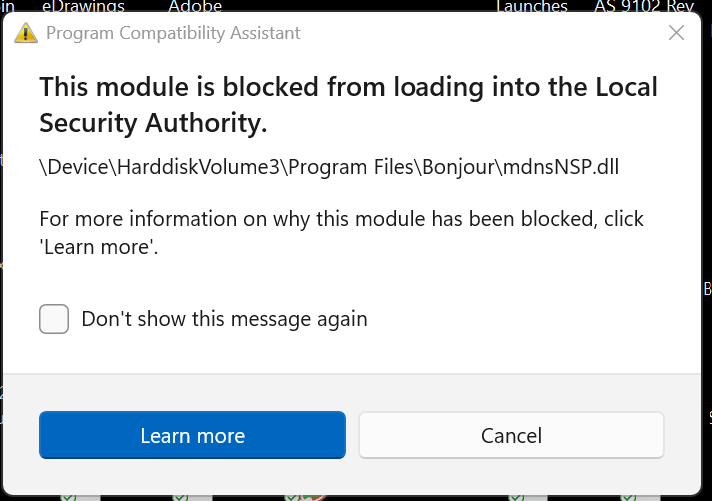 eDrawings Adobe Launches AS 9102 Rev
Program Compatibility Assistant
This module is blocked from loading into the Local
Security Authority.
\Device\HarddiskVolume3\Program Files\Bonjour\mdnsNSP.dll
For more information on why this module has been blocked, click
'Learn more'.
Don't show this message again
Learn more Cancel